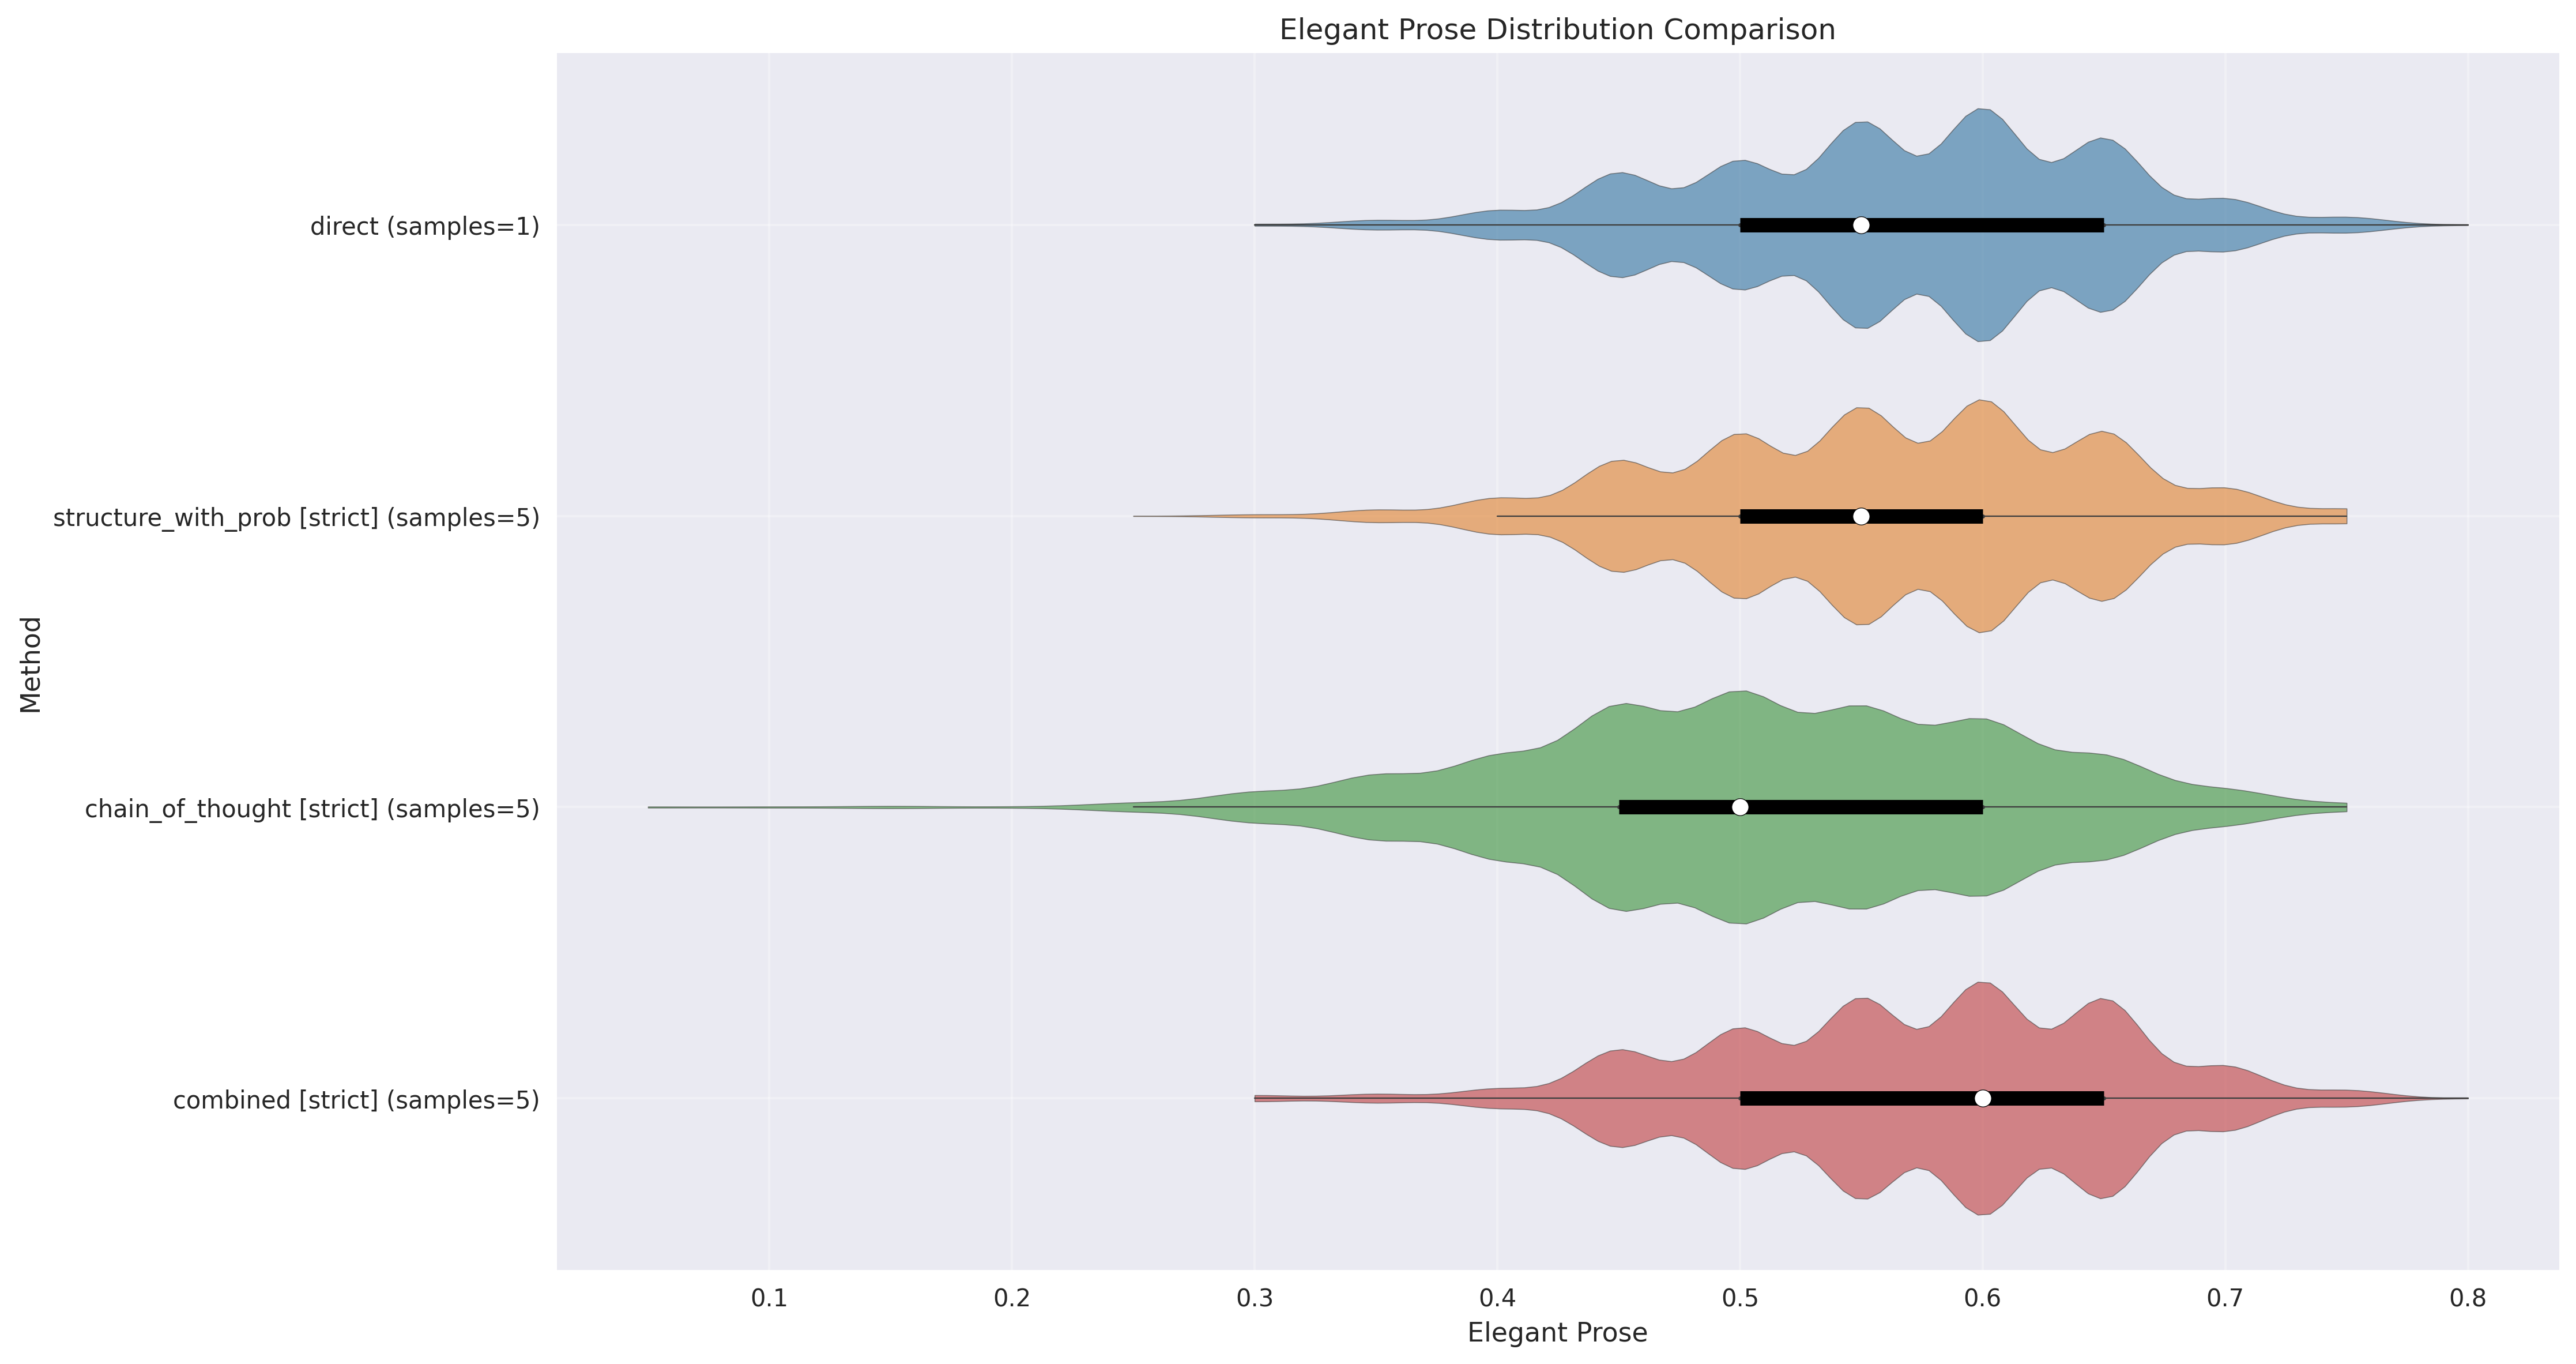 Elegant Prose Distribution Comparison
direct (samples=1)
structure_with_prob [strict] (samples=5)
chain_of_thought [strict] (samples=5)
combined [strict] (samples=5)
Method
0.1 0.2 0.3 0.4 0.5 0.6 0.7 0.8
Elegant Prose